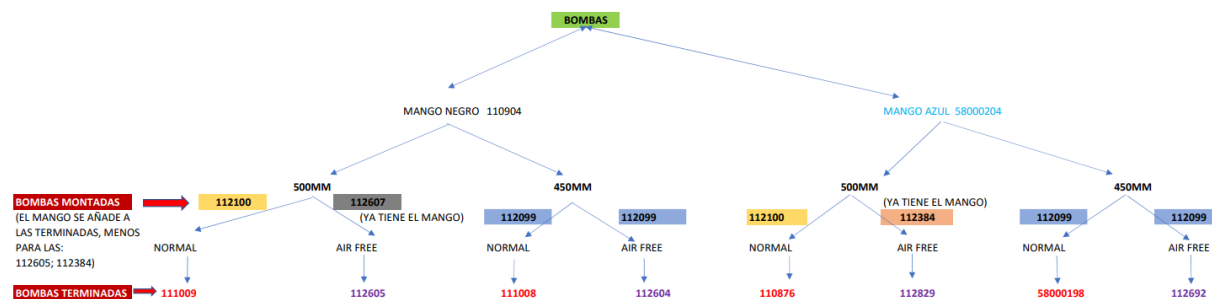 BOMBAS
MANGO NEGRO 110904
MANGO AZUL 58000204
500MM
450MM
500MM
450MM
BOMBAS MONTADAS
112100
112607
(YA TIENE EL MANGO)
(EL MANGO SE AÑADE A
LAS TERMINADAS, MENOS
PARA LAS:
112605; 112384)
(YA TIENE EL MANGO)
112099
112099
112100
112384
112099
112099
NORMAL
AIR FREE
NORMAL
AIR FREE
NORMAL
AIR FREE
NORMAL
AIR FREE
BOMBAS TERMINADAS
111009
112605
111008
112604
110876
112829
58000198
112692